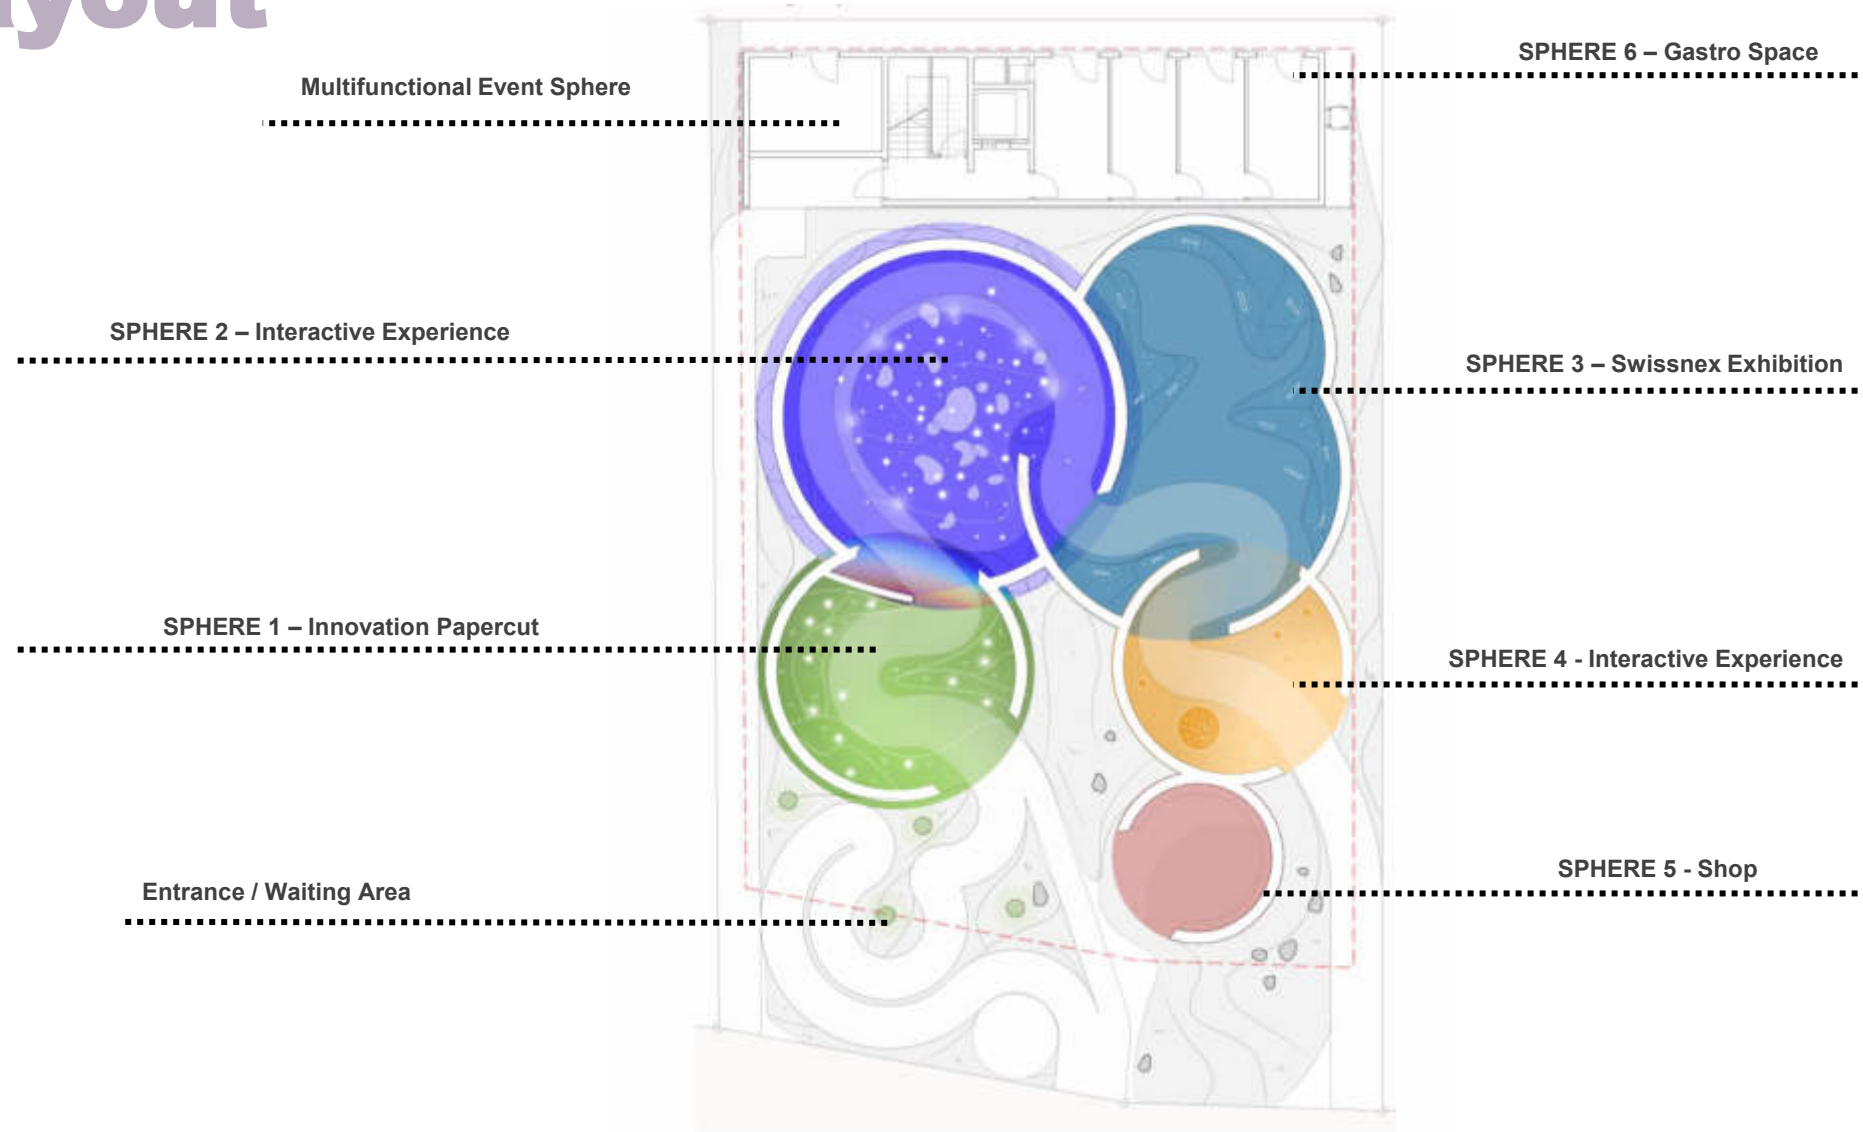 SPHERE 6 – Gastro Space
Multifunctional Event Sphere
SPHERE 2 – Interactive Experience
SPHERE 3 – Swissnex Exhibition
SPHERE 1 – Innovation Papercut
SPHERE 4 - Interactive Experience
SPHERE 5 - Shop
Entrance / Waiting Area